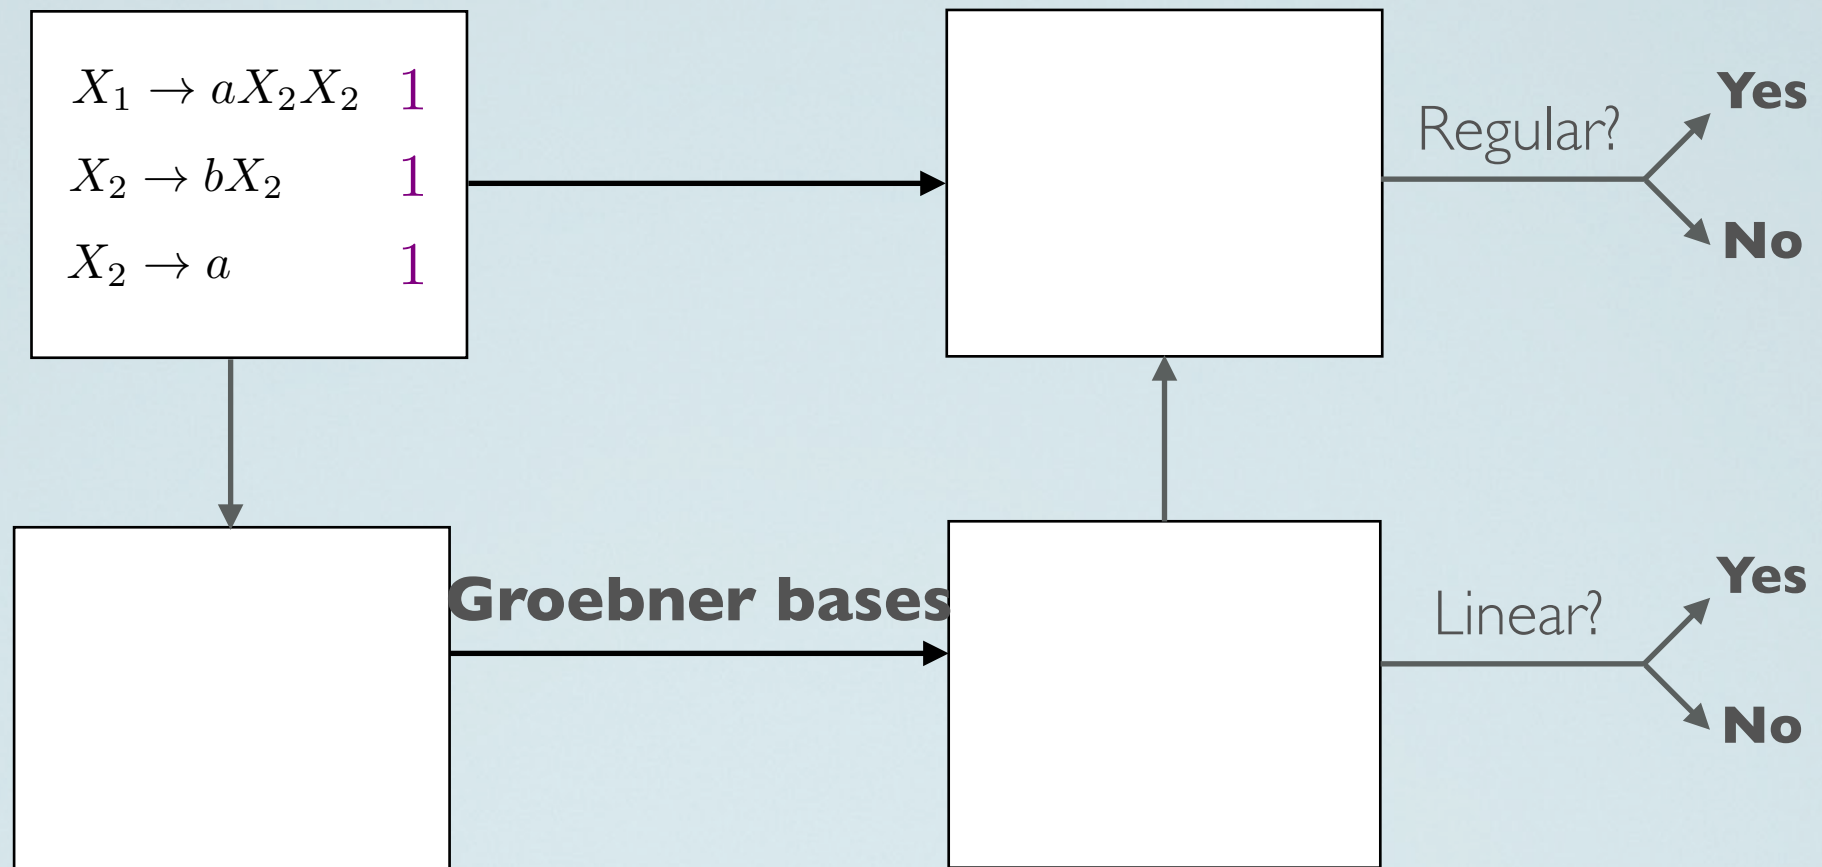 X₁ → aX₂X₂ 1
X₂ → bX₂ 1
X₂ → a 1
Regular?
Yes
No
Groebner bases
Linear?
Yes
No